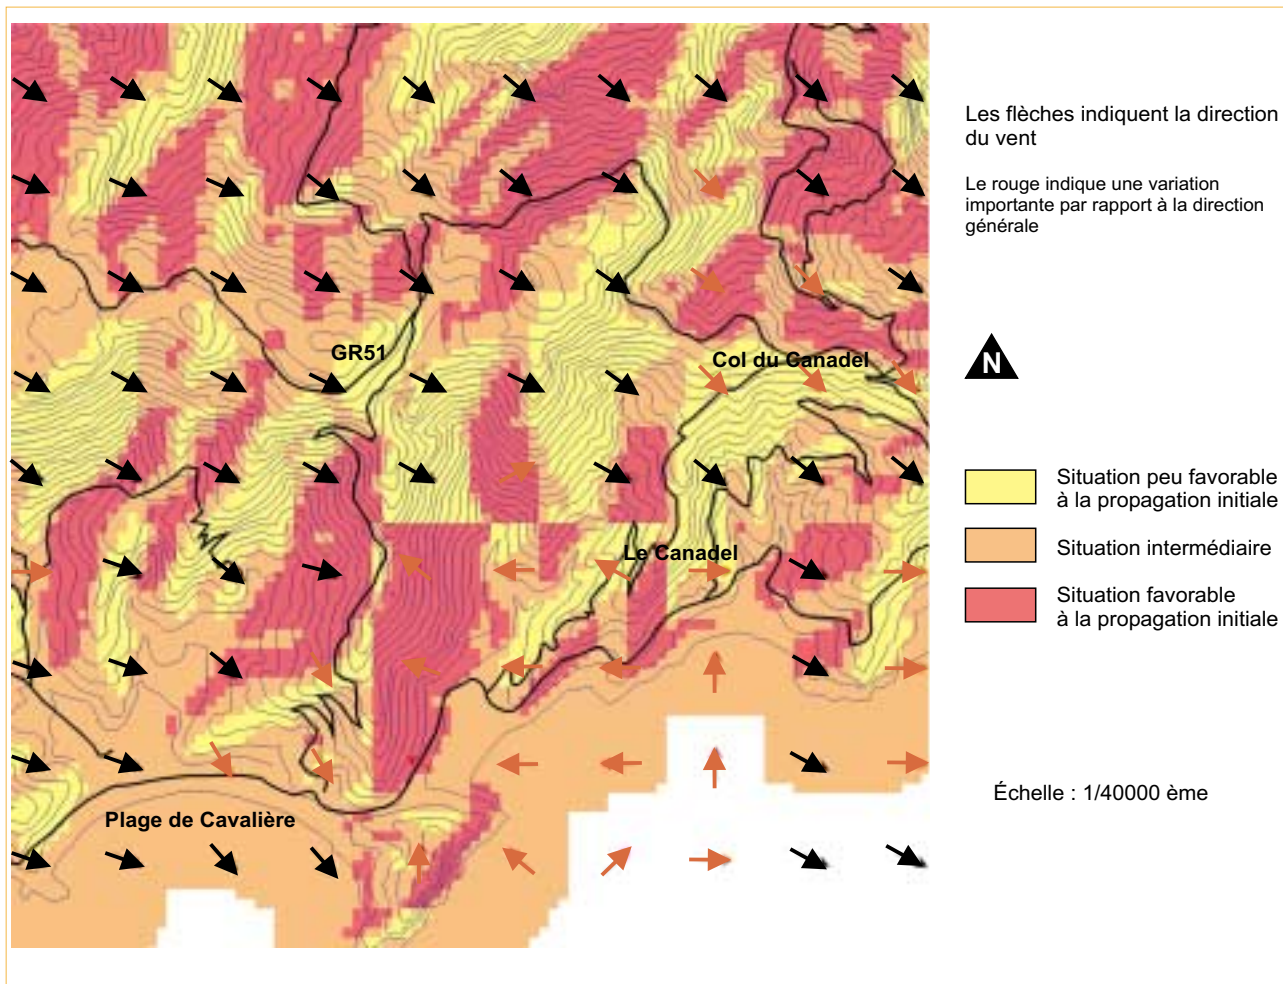 Les flèches indiquent la direction
du vent
Le rouge indique une variation
importante par rapport à la direction
générale
N
GR51
Col du Canadel
Situation peu favorable
à la propagation initiale
Le Canadel
Situation intermédiaire
Situation favorable
à la propagation initiale
Échelle : 1/40000 ème
Plage de Cavalière